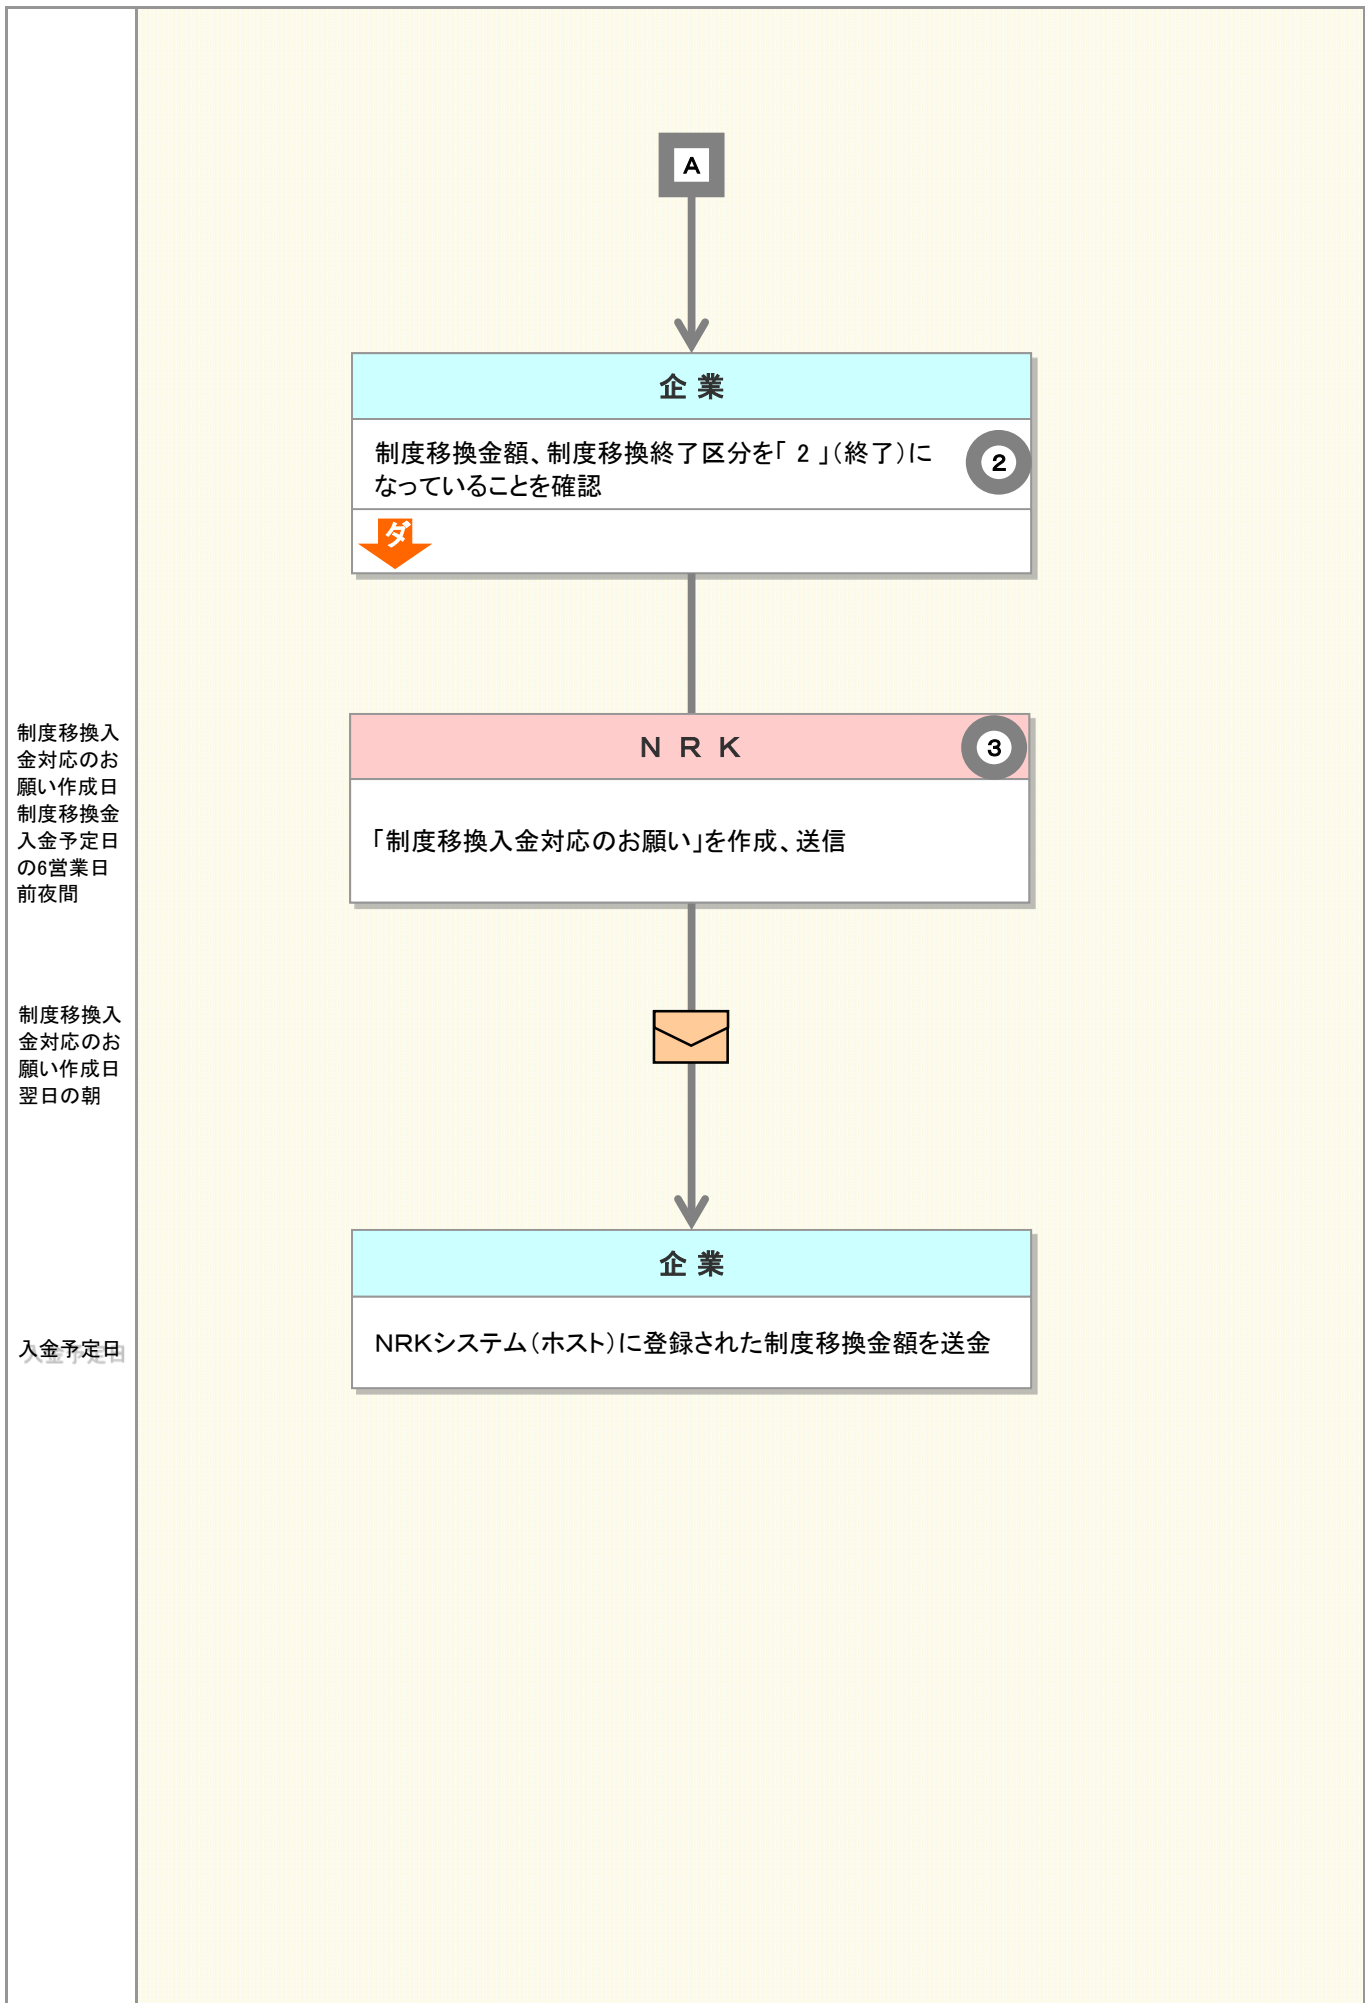 A
企 業
制度移換金額、制度移換終了区分を「 2 」（終了）に
なっていることを確認
2
ダ
制度移換入
金対応のお
願い作成日
制度移換金
入金予定日
の6営業日
前夜間
N R K
3
「制度移換入金対応のお願い」を作成、送信
制度移換入
金対応のお
願い作成日
翌日の朝
企 業
入金予定日
NRKシステム（ホスト）に登録された制度移換金額を送金